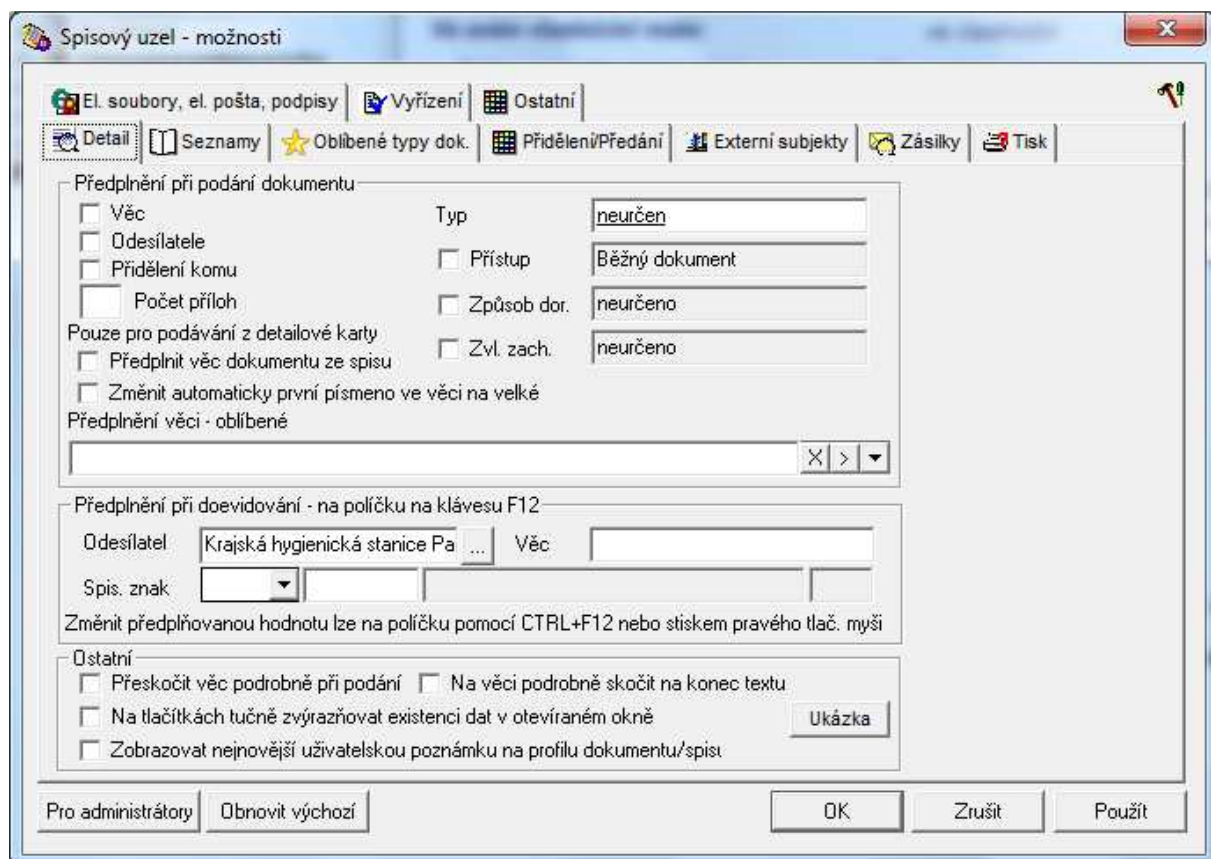 Spisový uzel - možnosti
El. soubory, el. pošta, podpisy Vyřízení Ostatní
Detail Seznamy Oblíbené typy dok. Přidělení/Předání Externí subjekty Zásilky Tisk
Předplnění při podání dokumentu
Věc Typ neurčen
Odesílatele
Přístup Běžný dokument
Přidělení komu
Počet příloh Způsob dor. neurčeno
Pouze pro podávání z detailové karty
Zvl. zach. neurčeno
Předplnit věc dokumentu ze spisu
Změnit automaticky první písmeno ve věci na velké
Předplnění věci - oblíbené
X >
Předplnění při doevidování - na políčku na klávesu F12
Odesílatel Krajská hygienická stanice Pa ... Věc
Spis. znak
Změnit předplňovanou hodnotu lze na políčku pomocí CTRL+F12 nebo stiskem pravého tlač. myši
Ostatní
Přeskočit věc podrobně při podání Na věci podrobně skočit na konec textu
Na tlačítkách tučně zvýrazňovat existenci dat v otevíraném okně Ukázka
Zobrazovat nejnovější uživatelskou poznámku na profilu dokumentu/spisu
Pro administrátory Obnovit výchozí OK Zrušit Použít